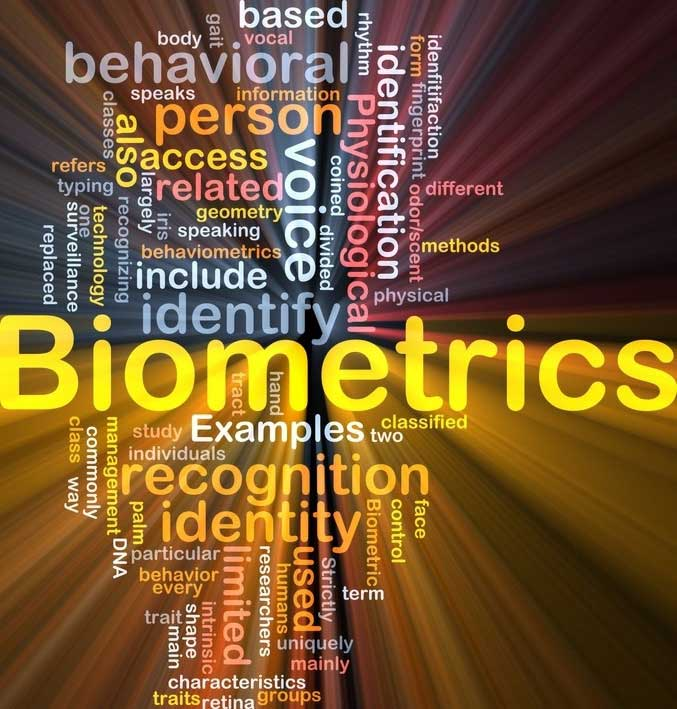 based
gait
body
vocal
rhythm
behavioral
identification
form
idenfitifaction
speaks
information
classes
person
Physiological
fingerprint
also
access
voice
coined
refers
typing
largely
related
odor/scent
different
geometry
surveillance
one
technology
recognizing
iris
speaking
divided
replaced
behaviometrics
methods
include
identify
physical
Biometrics
tract
hand
Examples
two
classified
class
way
commonly
management
study
individuals
recognition
palm
identity
Biometric
control
face
DNA
particular
limited
researchers
humans
used
Strictly
behavior
every
term
trait
main
shape
intrinsic
uniquely
mainly
characteristics
traits
retina
groups